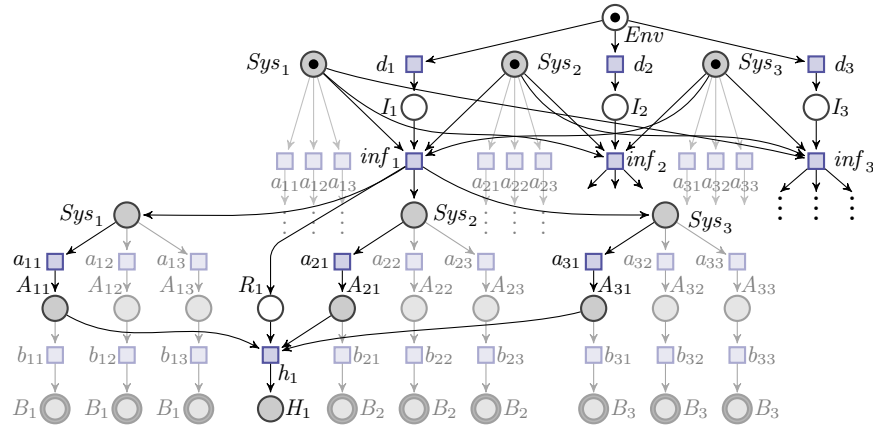 Env
Sys₁ d₁ Sys₂ d₂ Sys₃ d₃
I₁ I₂ I₃
inf₁ inf₂ inf₃
a₁₁ a₁₂ a₁₃ a₂₁ a₂₂ a₂₃ a₃₁ a₃₂ a₃₃
Sys₁ Sys₂ Sys₃
a₁₁ a₁₂ a₁₃ a₂₁ a₂₂ a₂₃ a₃₁ a₃₂ a₃₃
A₁₁ A₁₂ A₁₃ R₁ A₂₁ A₂₂ A₂₃ A₃₁ A₃₂ A₃₃
b₁₁ b₁₂ b₁₃ b₂₁ b₂₂ b₂₃ b₃₁ b₃₂ b₃₃
h₁
B₁ B₁ B₁ H₁ B₂ B₂ B₂ B₃ B₃ B₃